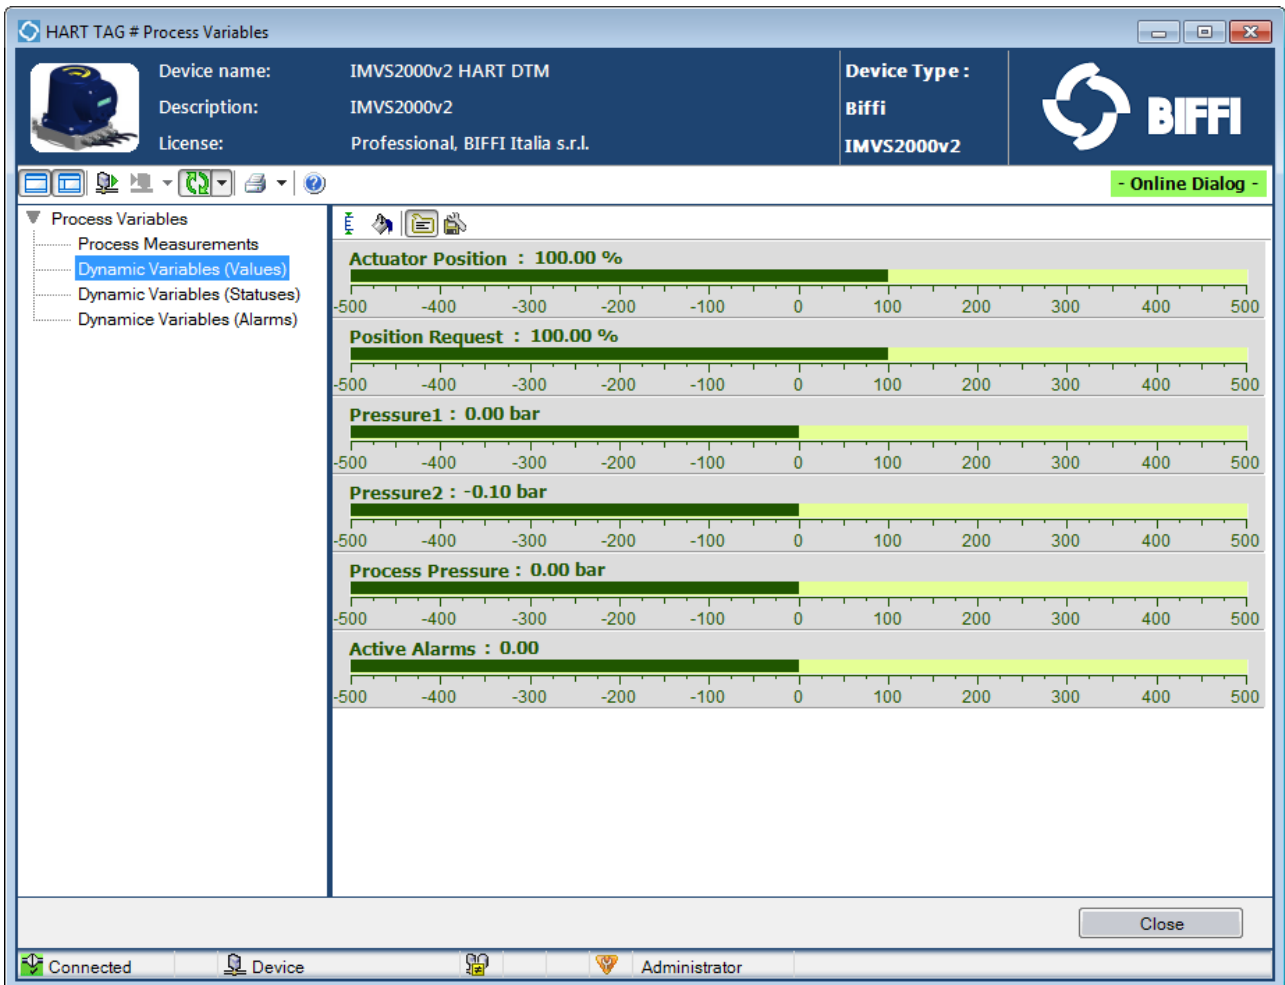 HART TAG # Process Variables
Device name: IMVS2000v2 HART DTM
Description: IMVS2000v2
License: Professional, BIFFI Italia s.r.l.
Device Type :
Biffi
IMVS2000v2
BIFFI
- Online Dialog -
Process Variables
Process Measurements
Dynamic Variables (Values)
Dynamic Variables (Statuses)
Dynamice Variables (Alarms)
Actuator Position : 100.00 %
-500 -400 -300 -200 -100 0 100 200 300 400 500
Position Request : 100.00 %
-500 -400 -300 -200 -100 0 100 200 300 400 500
Pressure1 : 0.00 bar
-500 -400 -300 -200 -100 0 100 200 300 400 500
Pressure2 : -0.10 bar
-500 -400 -300 -200 -100 0 100 200 300 400 500
Process Pressure : 0.00 bar
-500 -400 -300 -200 -100 0 100 200 300 400 500
Active Alarms : 0.00
-500 -400 -300 -200 -100 0 100 200 300 400 500
Close
Connected Device Administrator